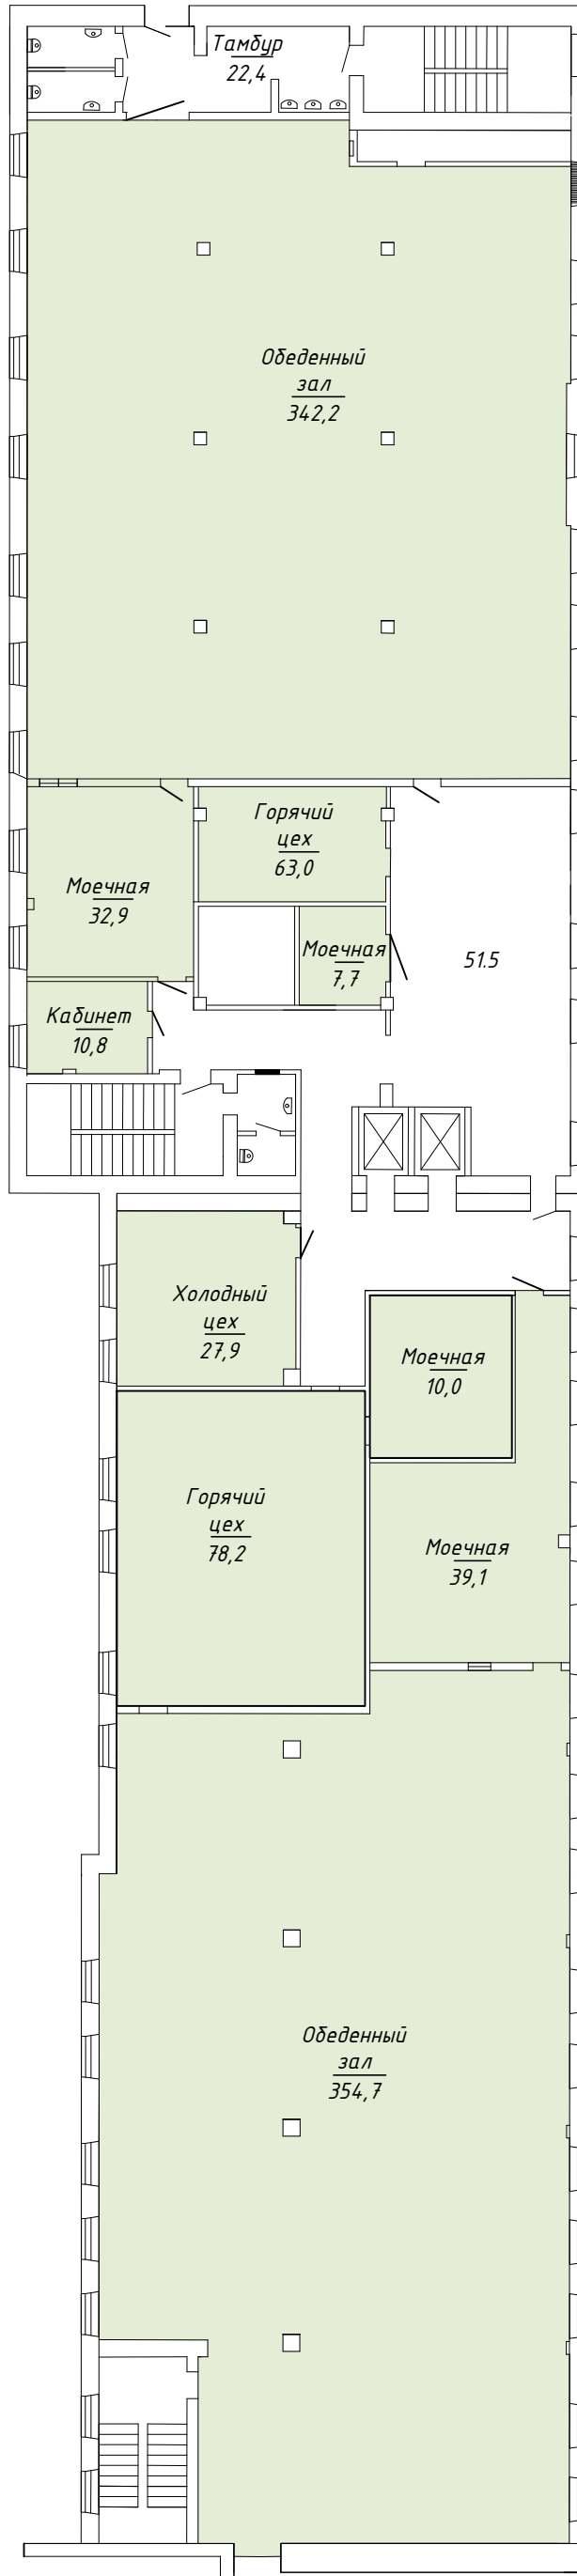 Тамбур
22,4
Обеденный
зал
342,2
Горячий
цех
63,0
Моечная
32,9
Моечная
7,7
51.5
Кабинет
10,8
Холодный
цех
27,9
Моечная
10,0
Горячий
цех
78,2
Моечная
39,1
Обеденный
зал
354,7